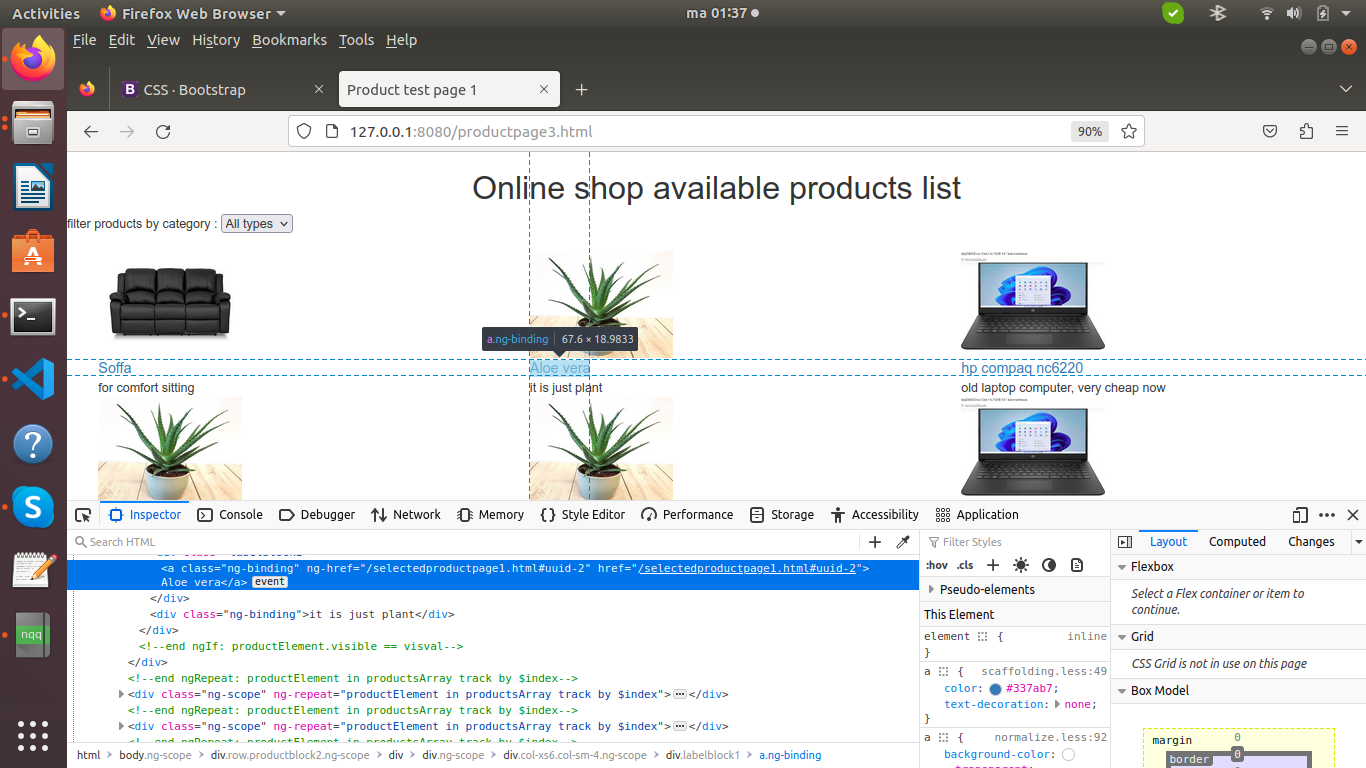 Activities Firefox Web Browser ma 01:37
File Edit View History Bookmarks Tools Help
CSS · Bootstrap Product test page 1
127.0.0.1:8080/productpage3.html 90%
Online shop available products list
filter products by category : All types
a.ng-binding 67.6 × 18.9833
Soffa Aloe vera hp compaq nc6220
for comfort sitting it is just plant old laptop computer, very cheap now
Inspector Console Debugger Network Memory Style Editor Performance Storage Accessibility Application
Search HTML
<a class="ng-binding" ng-href="/selectedproductpage1.html#uuid-2" href="/selectedproductpage1.html#uuid-2">
Aloe vera</a> event
</div>
<div class="ng-binding">it is just plant</div>
</div>
<!--end ngIf: productElement.visible == visval-->
</div>
<!--end ngRepeat: productElement in productsArray track by $index-->
<div class="ng-scope" ng-repeat="productElement in productsArray track by $index"> </div>
<!--end ngRepeat: productElement in productsArray track by $index-->
<div class="ng-scope" ng-repeat="productElement in productsArray track by $index"> </div>
html body.ng-scope div.row.productblock2.ng-scope div div.ng-scope div.col-xs6.col-sm-4.ng-scope div.labelblock1 a.ng-binding
Filter Styles
:hov .cls
Pseudo-elements
This Element
element { inline
}
a { scaffolding.less:49
color: #337ab7;
text-decoration: none;
}
a { normalize.less:92
background-color:
Layout Computed Changes
Flexbox
Select a Flex container or item to
continue.
Grid
CSS Grid is not in use on this page
Box Model
margin 0
border 0
nqq